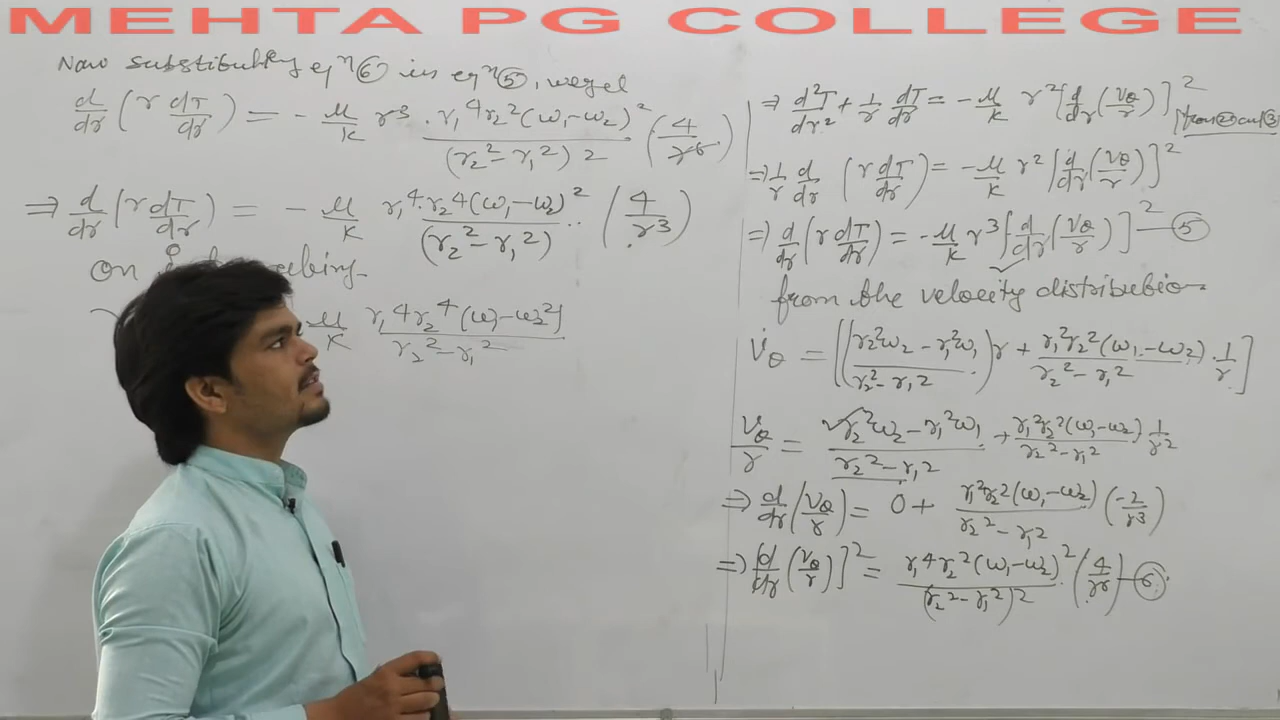 MEHTA PG COLLEGE
Now substituting eqⁿ ⑥ in eqⁿ ⑤, we get
d/dr (r dT/dr) = - μ/k r³ · r₁⁴r₂²(ω₁-ω₂)²/(r₂²-r₁²)2 (4/r⁶)
⇒ d/dr (r dT/dr) = - μ/k r₁⁴·r₂4(ω₁-ω₂)²/(r₂²-r₁²) ·· (4/r³)
On
μ/k r₁⁴r₂⁴(ω₁-ω₂²)/r₂²-r₁²
⇒ d²T/dr² + 1/r dT/dr = - μ/k r²[d/dr(vθ/r)]² from ② and ③
⇒ 1/r d/dr (r dT/dr) = - μ/k r² [d/dr(vθ/r)]²
⇒ d/dr (r dT/dr) = - μ/k r³[d/dr(vθ/r)]² — ⑤
from the velocity distribution
vθ = [(r₂²ω₂ - r₁²ω₁/r₂²-r₁2)r + r₁²r₂²(ω₁-ω₂)/r₂²-r₁² · 1/r]
vθ/r = r₂²ω₂ - r₁²ω₁/r₂²-r₁2 + r₁²r₂²(ω₁-ω₂)/r₂²-r₁² 1/r²
⇒ d/dr (vθ/r) = 0 + r₁²r₂2(ω₁-ω₂)/r₂²-r₁² (-2/r³)
⇒ [d/dr (vθ/r)]² = r₁4r₂²(ω₁-ω₂)²/(r₂²-r₁²)2 · (4/r⁶) — ⑥